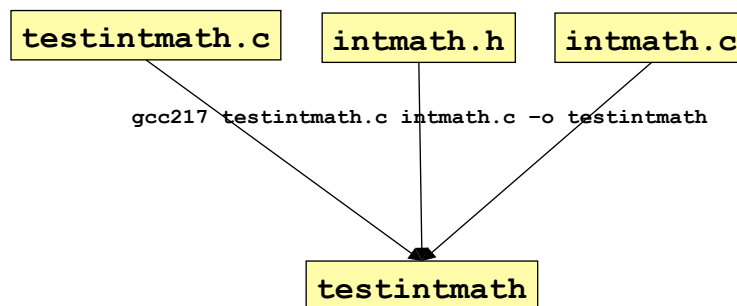 testintmath.c intmath.h intmath.c
gcc217 testintmath.c intmath.c –o testintmath
testintmath